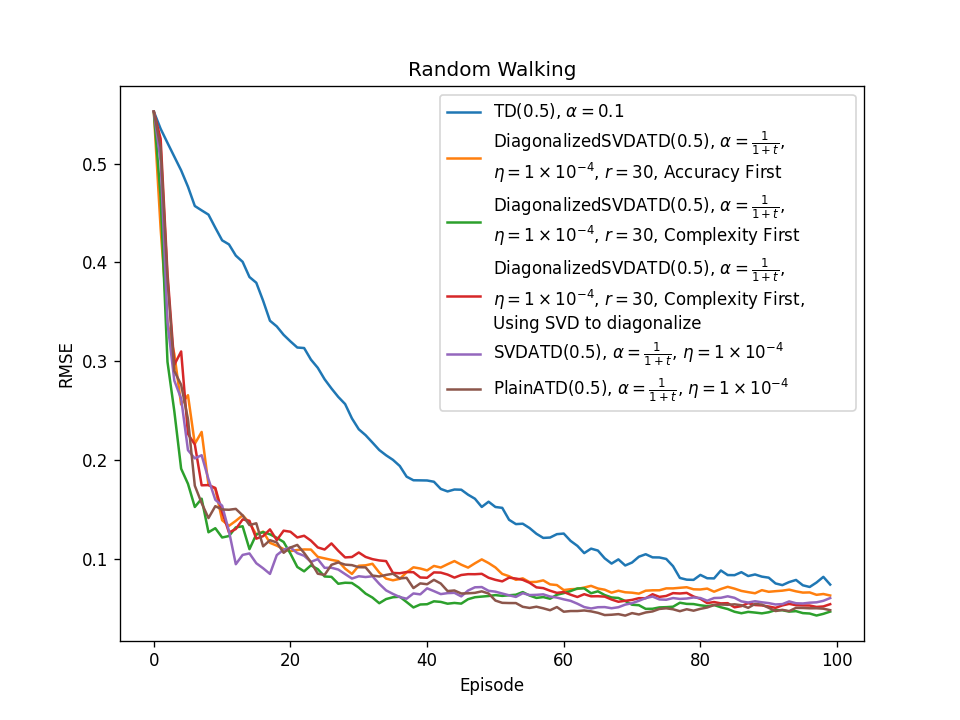 Random Walking
RMSE
0.5
0.4
0.3
0.2
0.1
0
20
40
60
80
100
Episode
TD(0.5), α = 0.1
DiagonalizedSVDATD(0.5), α = 1/(1+t),
η = 1 × 10⁻⁴, r = 30, Accuracy First
DiagonalizedSVDATD(0.5), α = 1/(1+t),
η = 1 × 10⁻⁴, r = 30, Complexity First
DiagonalizedSVDATD(0.5), α = 1/(1+t),
η = 1 × 10⁻⁴, r = 30, Complexity First,
Using SVD to diagonalize
SVDATD(0.5), α = 1/(1+t), η = 1 × 10⁻⁴
PlainATD(0.5), α = 1/(1+t), η = 1 × 10⁻⁴